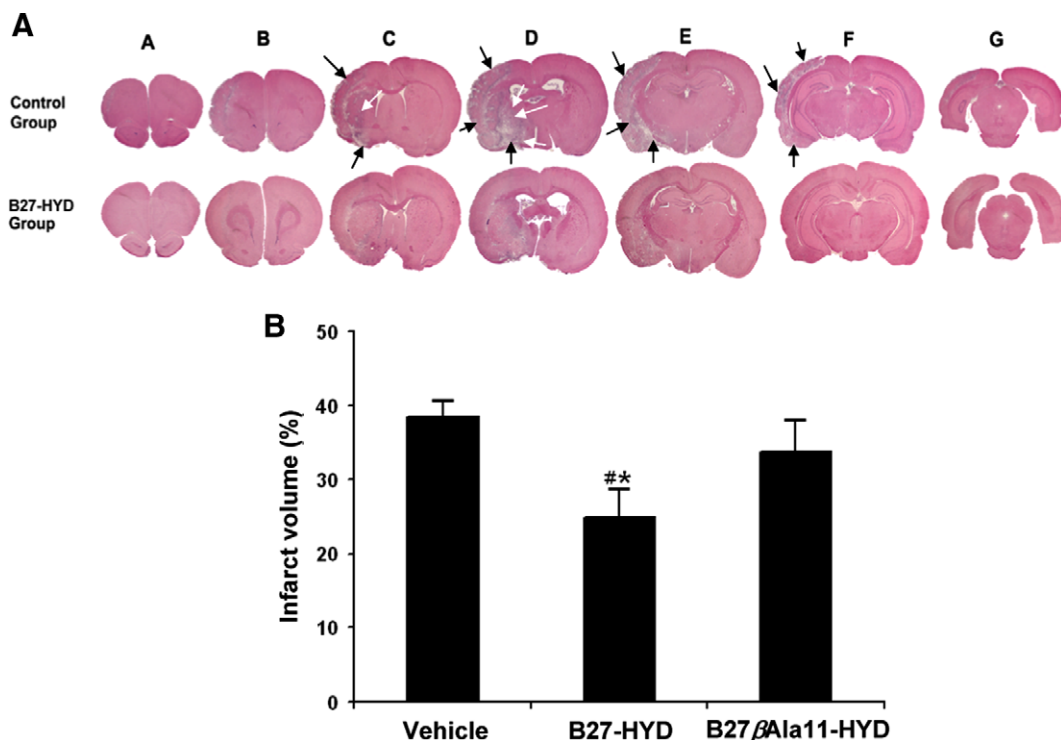 A
A B C D E F G
Control
Group
B27-HYD
Group
B
50
40
30
20
10
0
Infarct volume (%)
#*
Vehicle B27-HYD B27βAla11-HYD